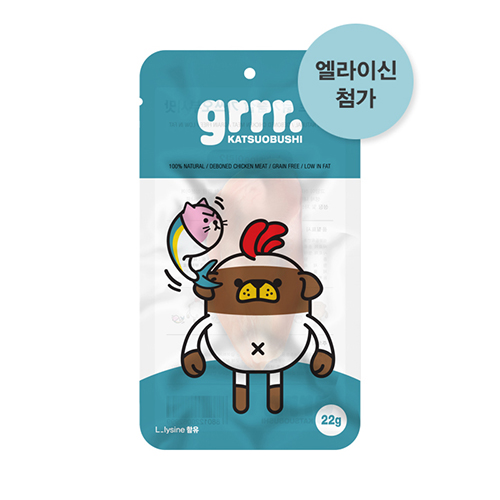 엘라이신
첨가
grrr.
KATSUOBUSHI
100% NATURAL / DEBONED CHICKEN MEAT / GRAIN FREE / LOW IN FAT
22g
L_lysine 함유